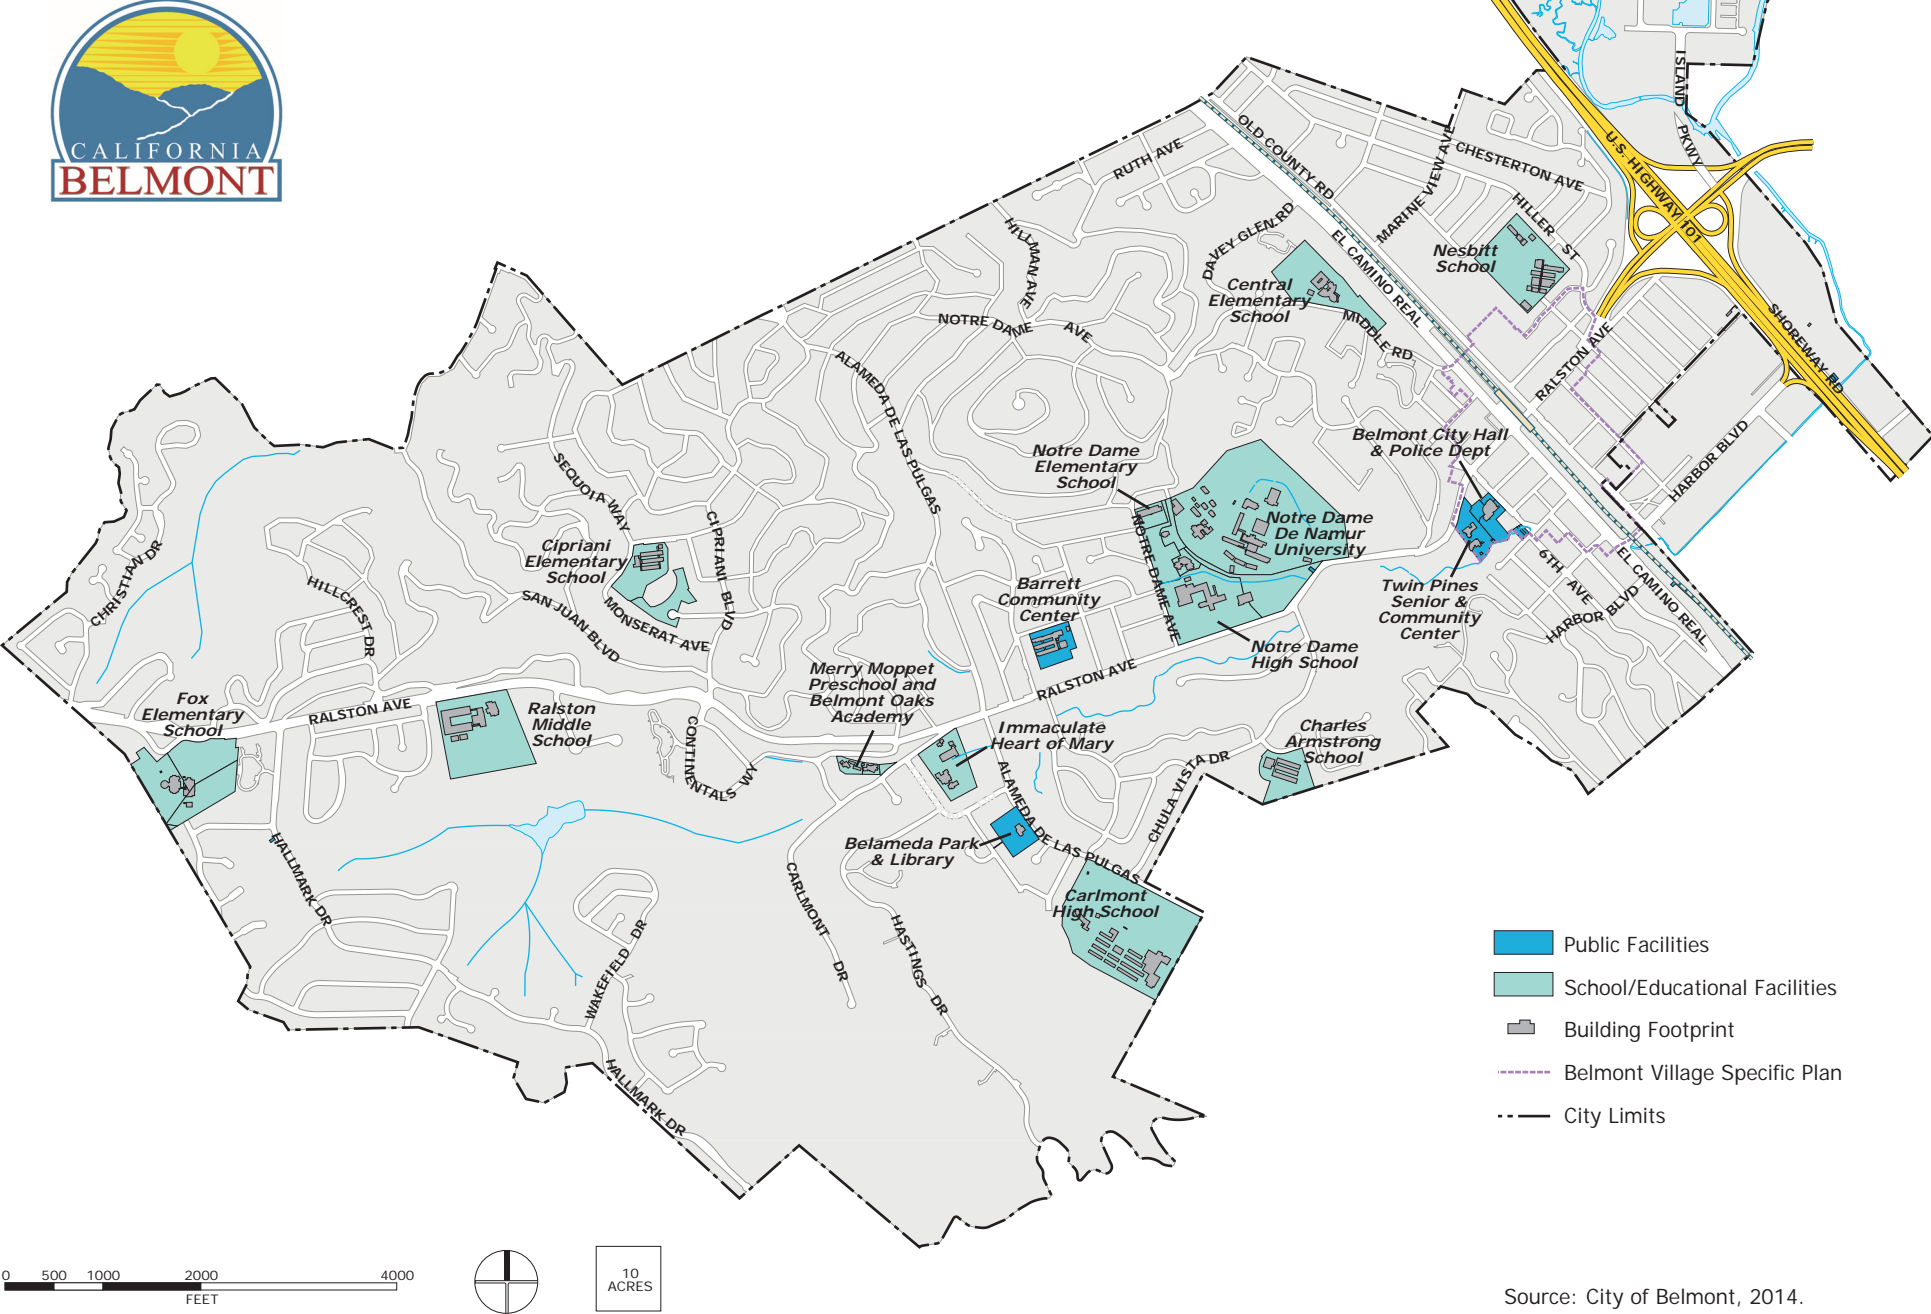 CALIFORNIA
BELMONT
ISLAND
PKWY
U.S. HIGHWAY 101
SHOREWAY RD
OLD COUNTY RD
RUTH AVE
MARINE VIEW AVE
CHESTERTON AVE
HILLER ST
DAVEY GLEN RD
EL CAMINO REAL
Nesbitt
School
Central
Elementary
School
MIDDLE RD
RALSTON AVE
HARBOR BLVD
HILLMAN AVE
NOTRE DAME
AVE
ALAMEDA DE LAS PULGAS
Belmont City Hall
& Police Dept
Notre Dame
Elementary
School
Notre Dame
De Namur
University
NOTRE DAME AVE
SEQUOIA WAY
CIPRIANI BLVD
Cipriani
Elementary
School
MONSERAT AVE
SAN JUAN BLVD
CHRISTIAN DR
HILLCREST DR
Barrett
Community
Center
Twin Pines
Senior &
Community
Center
6TH AVE
HARBOR BLVD
EL CAMINO REAL
Notre Dame
High School
RALSTON AVE
Merry Moppet
Preschool and
Belmont Oaks
Academy
Fox
Elementary
School
RALSTON AVE
Ralston
Middle
School
CONTINENTALS WY
Immaculate
Heart of Mary
Charles
Armstrong
School
CHULA VISTA DR
ALAMEDA DE LAS PULGAS
Belameda Park
& Library
Carlmont
High School
HALLMARK DR
CARLMONT
DR
HASTINGS
DR
WAKEFIELD
DR
HALLMARK DR
Public Facilities
School/Educational Facilities
Building Footprint
Belmont Village Specific Plan
City Limits
0 500 1000 2000 4000
FEET
10
ACRES
Source: City of Belmont, 2014.